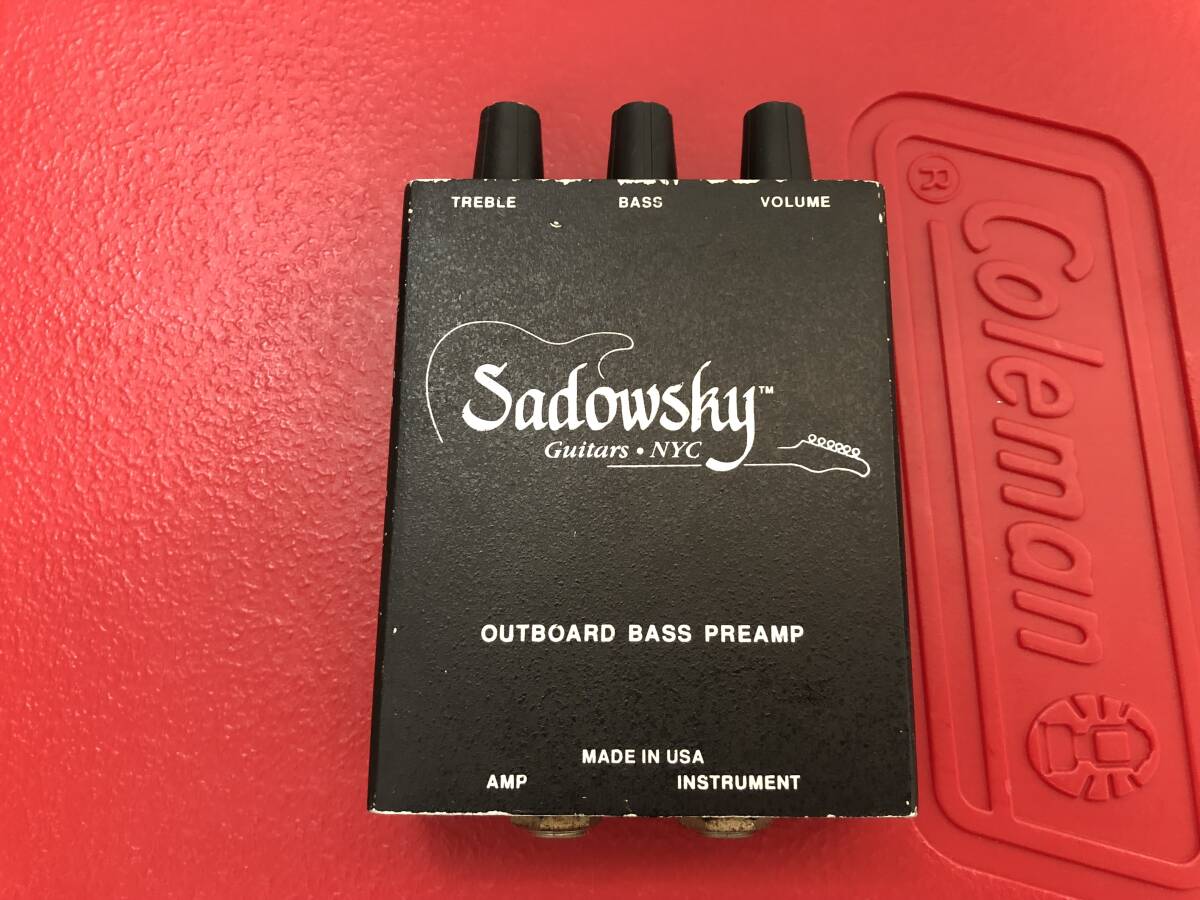 TREBLE BASS VOLUME
Sadowsky™
Guitars • NYC
OUTBOARD BASS PREAMP
MADE IN USA
AMP INSTRUMENT
Coleman®